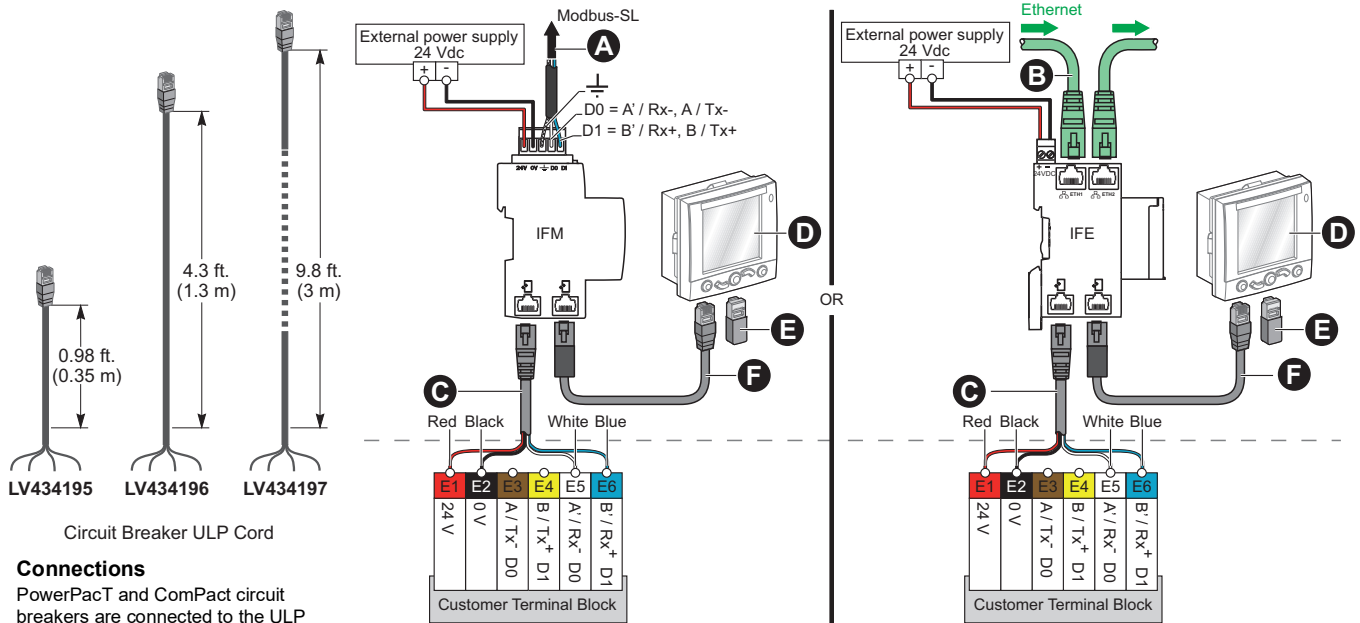 0.98 ft.
(0.35 m)
4.3 ft.
(1.3 m)
9.8 ft.
(3 m)
LV434195
LV434196
LV434197
Circuit Breaker ULP Cord
Connections
PowerPacT and ComPact circuit
breakers are connected to the ULP
Modbus-SL
External power supply
24 Vdc
+ -
A
D0 = A' / Rx-, A / Tx-
D1 = B' / Rx+, B / Tx+
24V 0V D0 D1
IFM
D
E
F
C
Red Black White Blue
E1 E2 E3 E4 E5 E6
24 V
0 V
A / Tx- D0
B / Tx+ D1
A' / Rx- D0
B' / Rx+ D1
Customer Terminal Block
OR
Ethernet
External power supply
24 Vdc
+ -
B
+ -
24VDC
ETH1 ETH2
IFE
D
E
F
C
Red Black White Blue
E1 E2 E3 E4 E5 E6
24 V
0 V
A / Tx- D0
B / Tx+ D1
A' / Rx- D0
B' / Rx+ D1
Customer Terminal Block